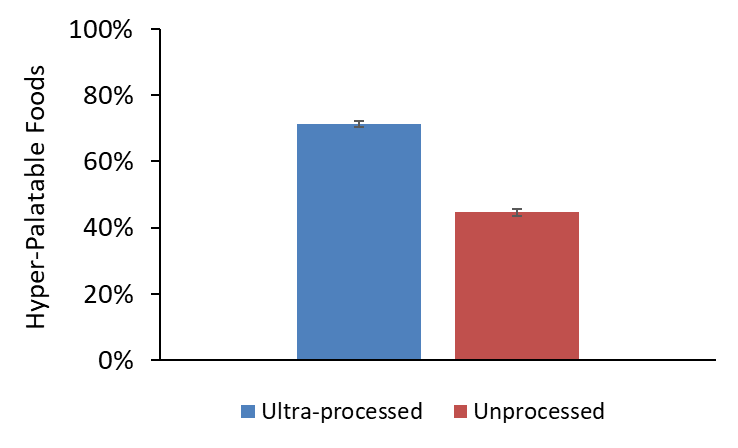 100%
80%
60%
40%
20%
0%
Hyper-Palatable Foods
Ultra-processed
Unprocessed